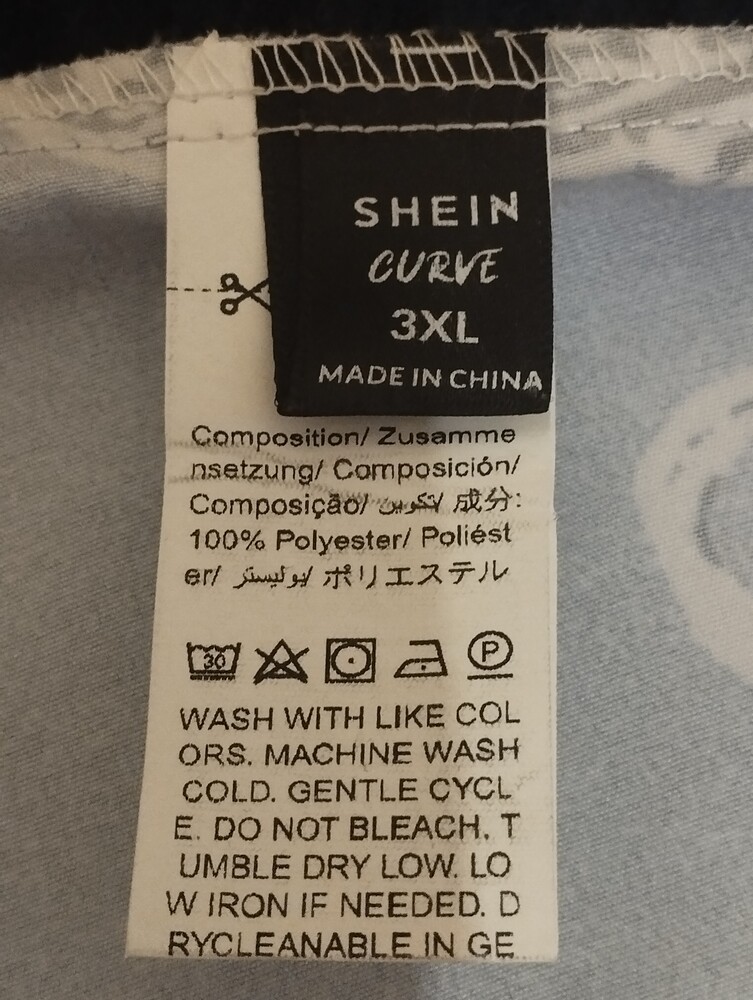 SHEIN
CURVE
3XL
MADE IN CHINA
Composition/ Zusamme
nsetzung/ Composición/
Composição/ تكوين/ 成分:
100% Polyester/ Poliést
er/ بوليستر/ ポリエステル
30 P
WASH WITH LIKE COL
ORS. MACHINE WASH
COLD. GENTLE CYCL
E. DO NOT BLEACH. T
UMBLE DRY LOW. LO
W IRON IF NEEDED. D
RYCLEANABLE IN GE